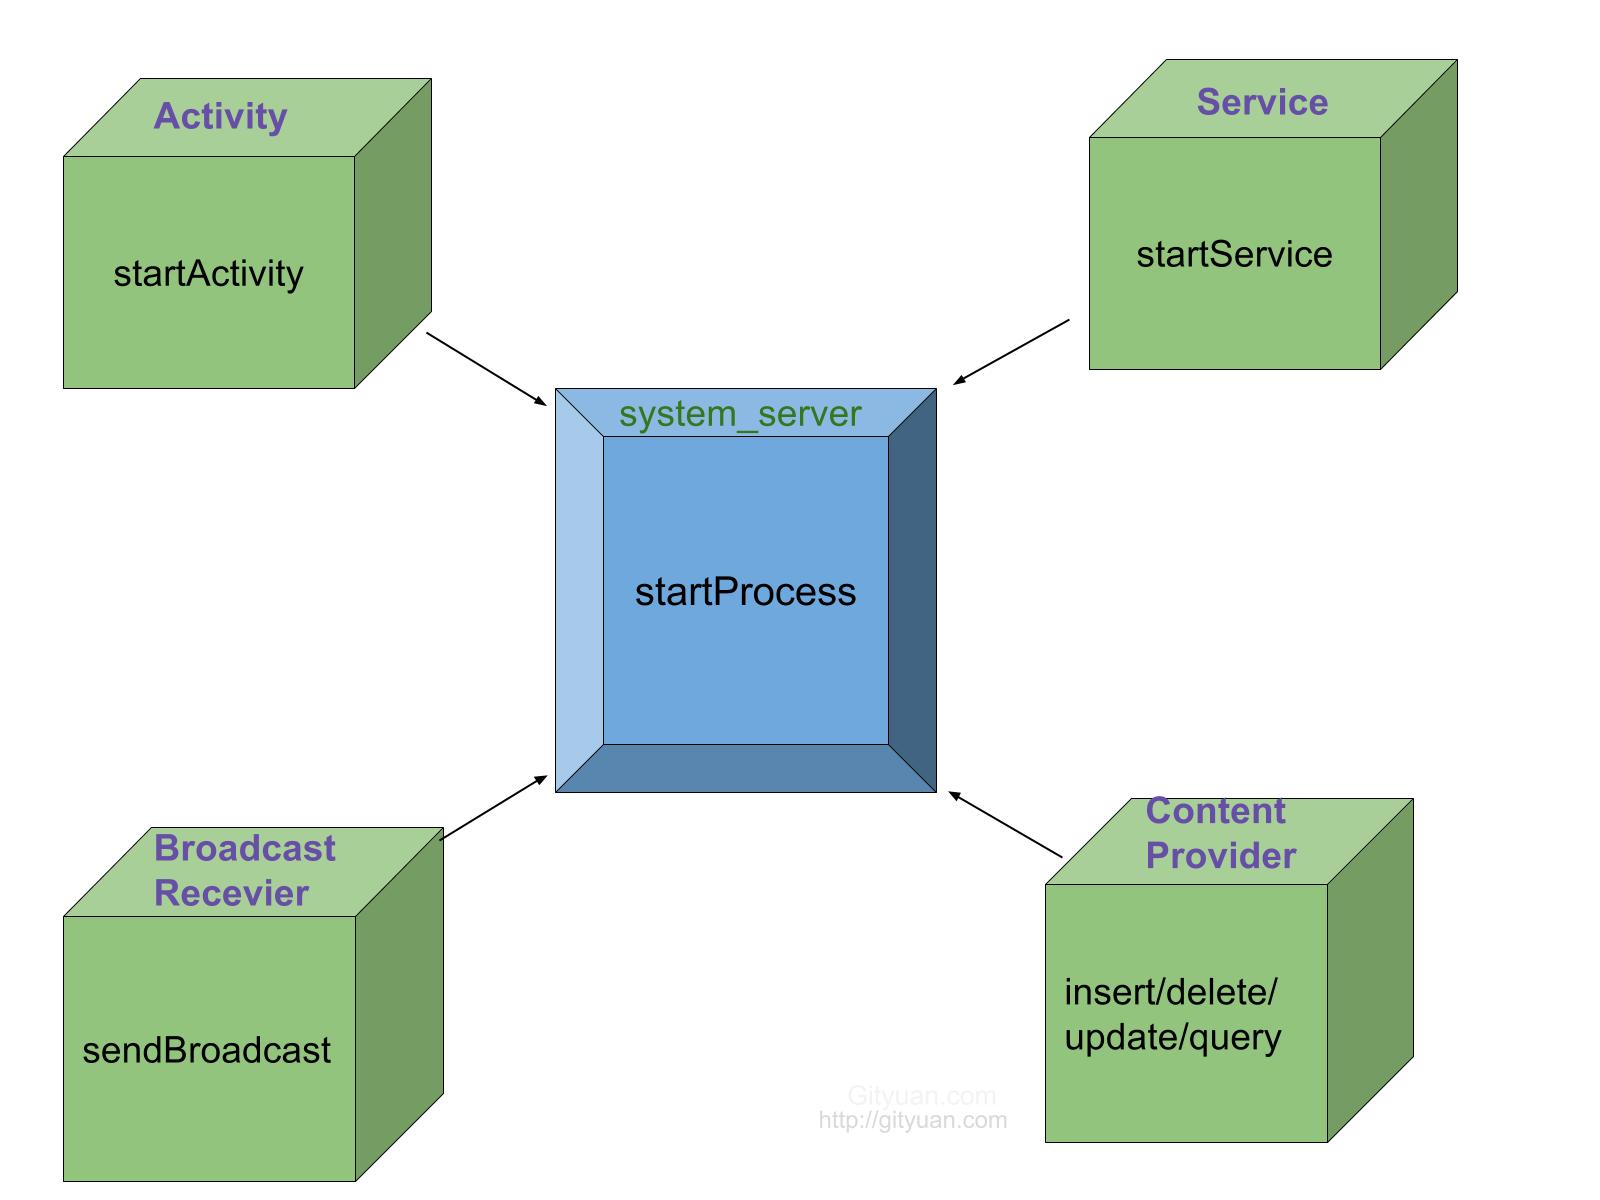 Activity
startActivity
Service
startService
system_server
startProcess
Broadcast
Recevier
sendBroadcast
Content
Provider
insert/delete/
update/query
Gityuan.com
http://gityuan.com